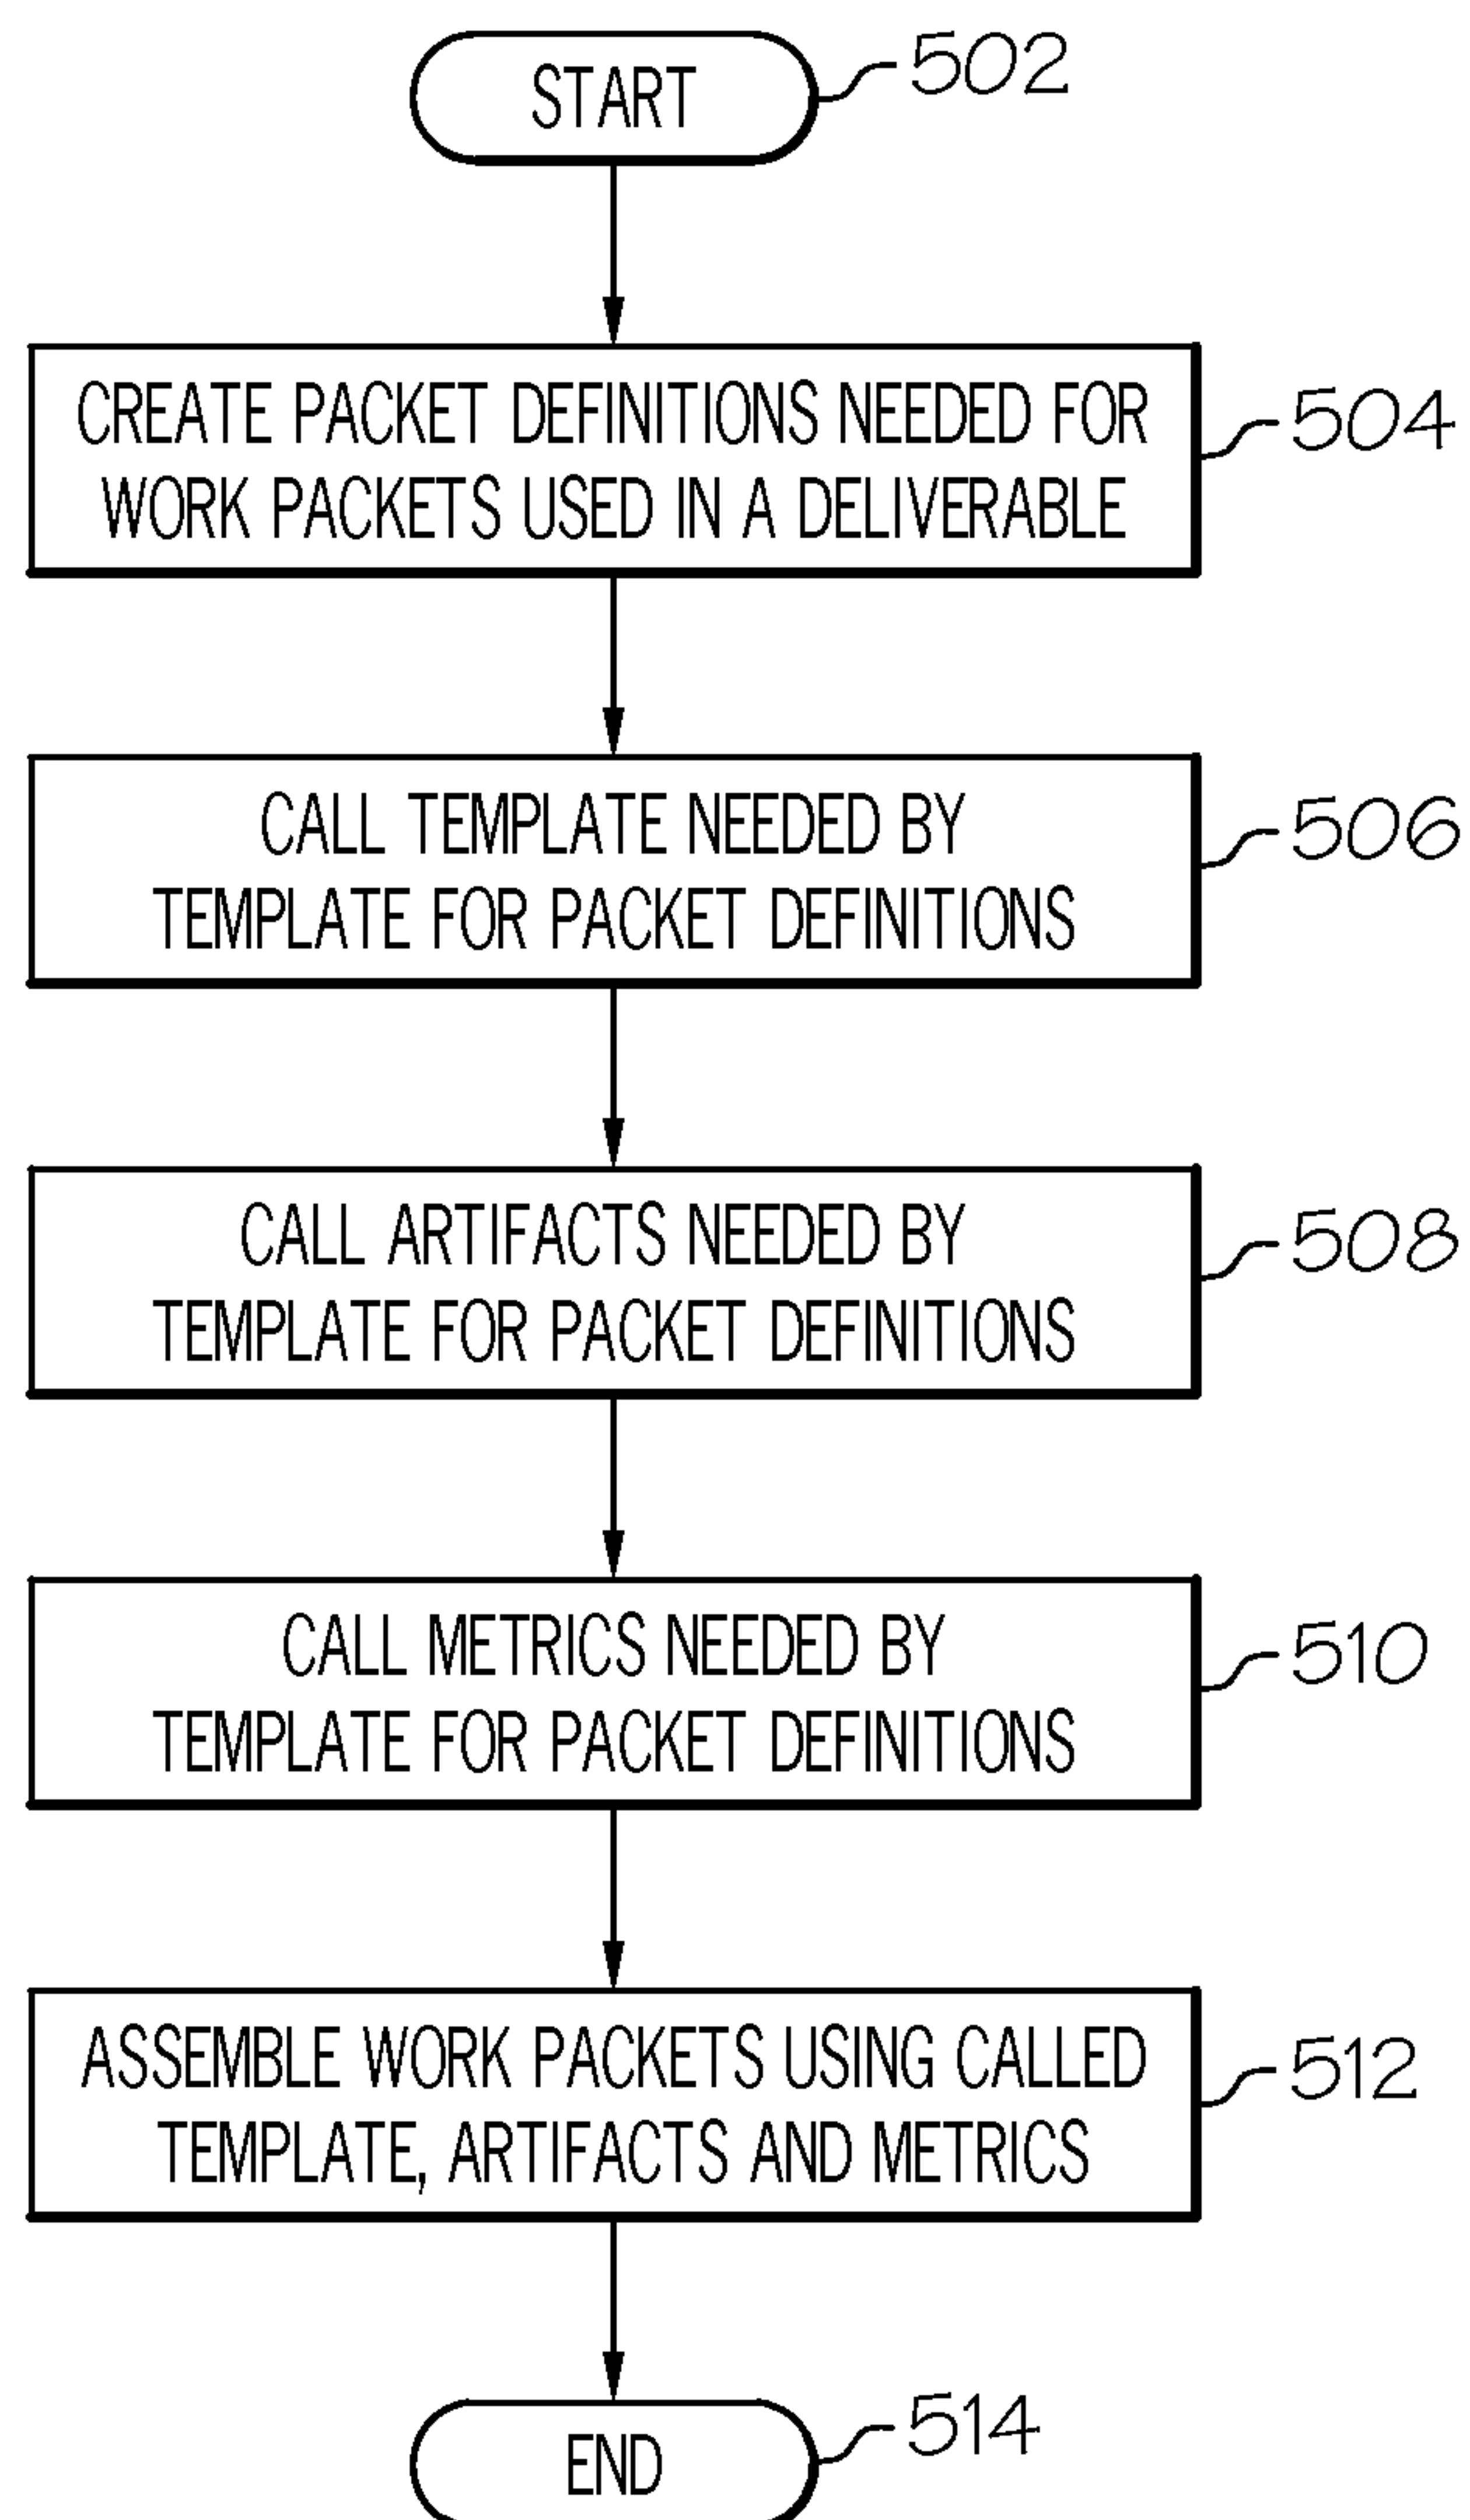 START
502
CREATE PACKET DEFINITIONS NEEDED FOR
WORK PACKETS USED IN A DELIVERABLE
504
CALL TEMPLATE NEEDED BY
TEMPLATE FOR PACKET DEFINITIONS
506
CALL ARTIFACTS NEEDED BY
TEMPLATE FOR PACKET DEFINITIONS
508
CALL METRICS NEEDED BY
TEMPLATE FOR PACKET DEFINITIONS
510
ASSEMBLE WORK PACKETS USING CALLED
TEMPLATE, ARTIFACTS AND METRICS
512
END
514